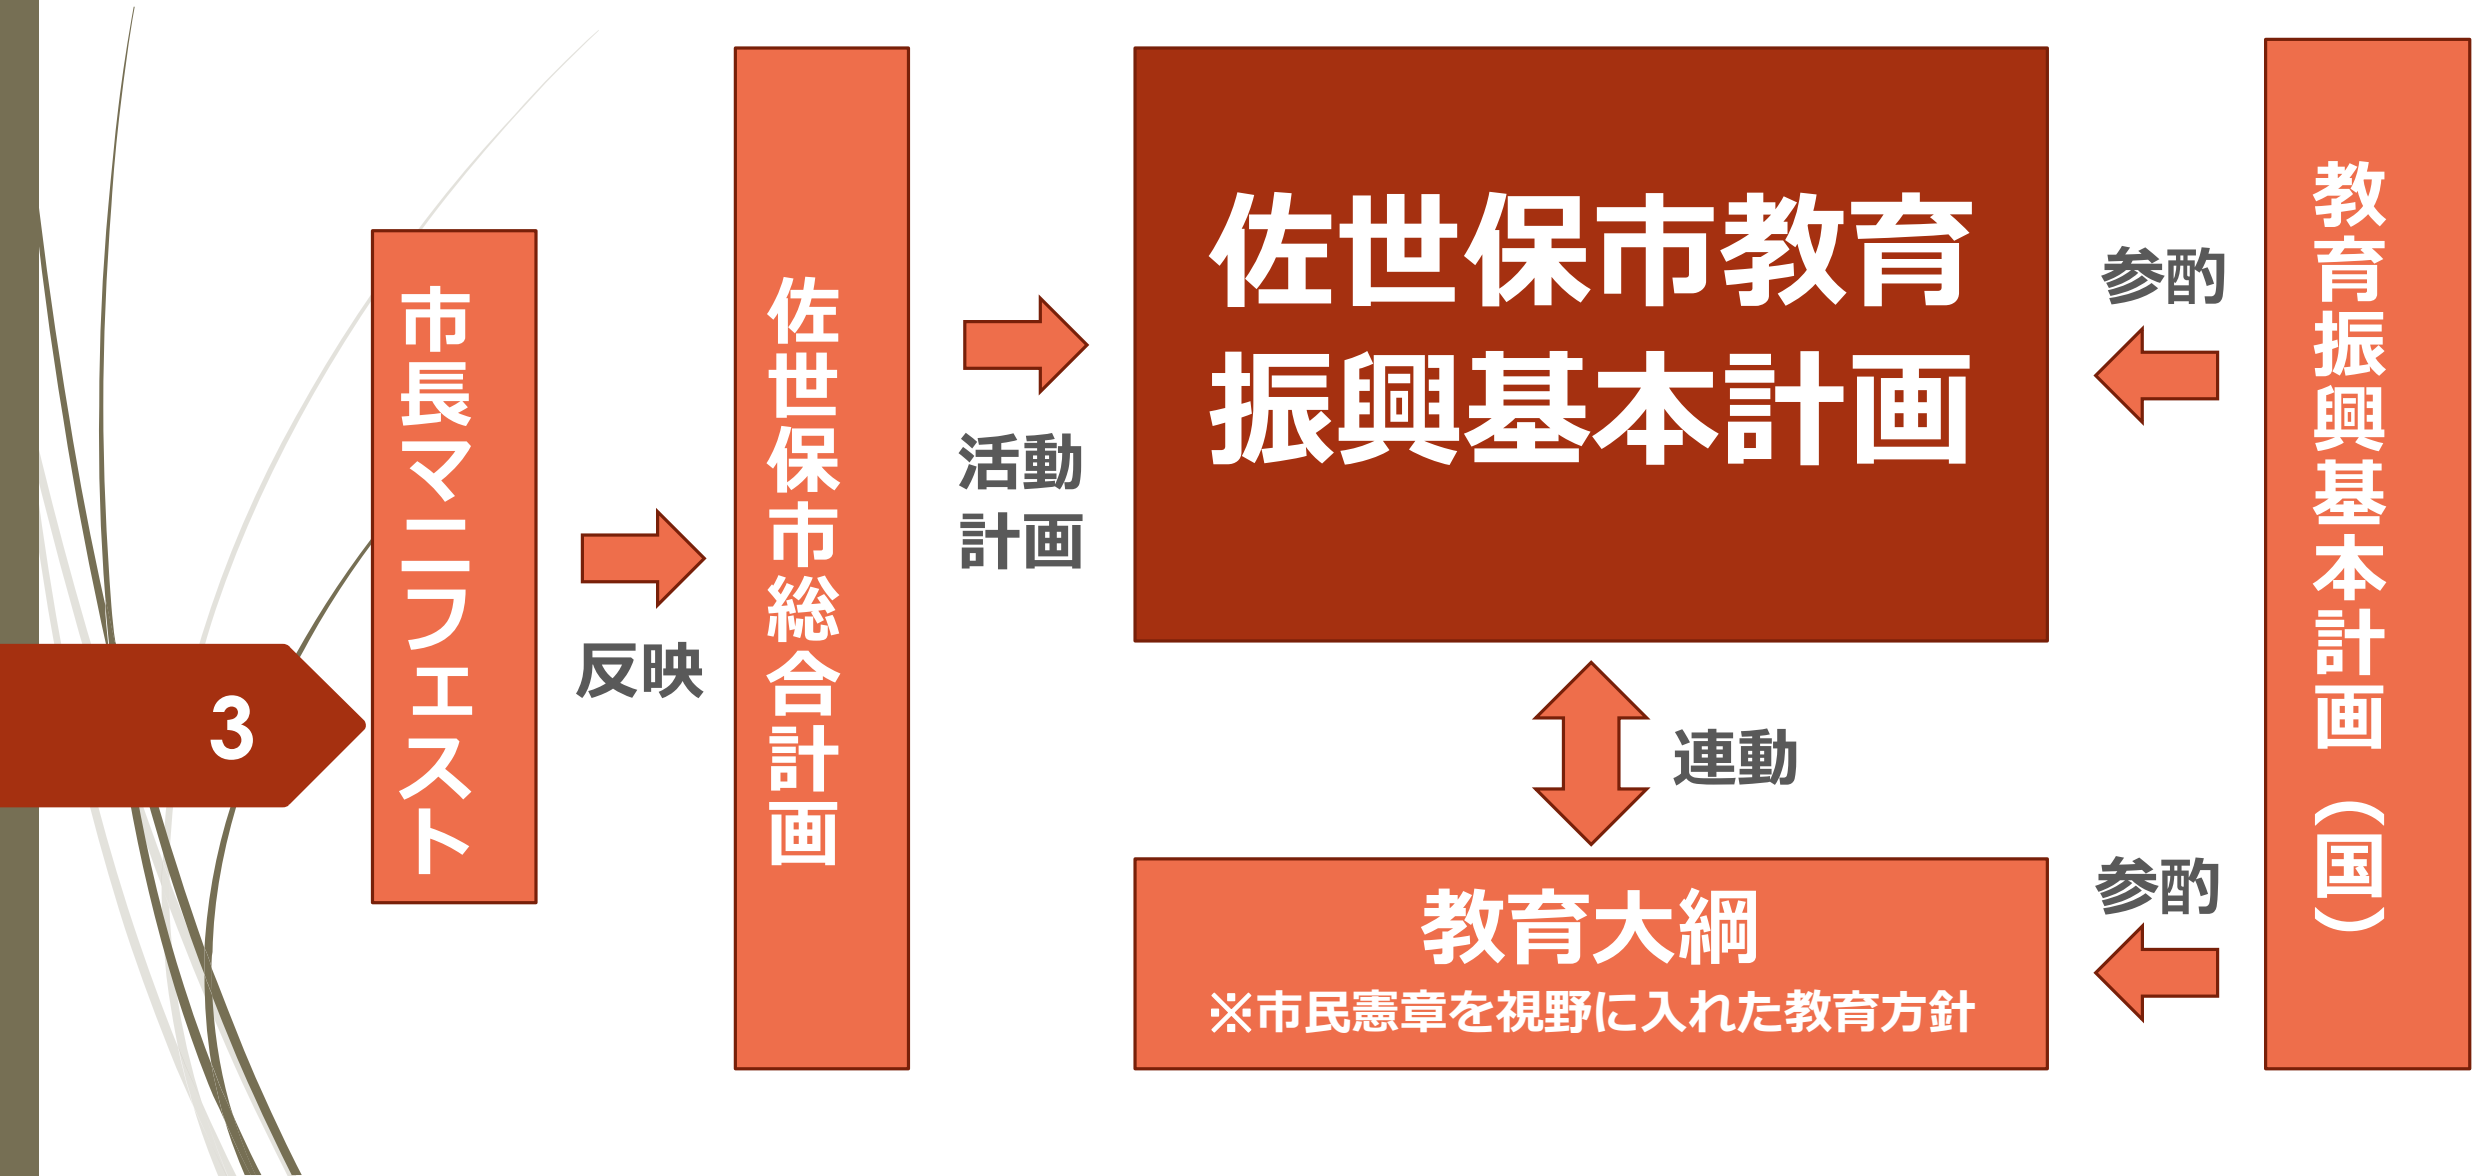 3
市長マニフェスト
反映
佐世保市総合計画
活動
計画
佐世保市教育
振興基本計画
連動
教育大綱
※市民憲章を視野に入れた教育方針
参酌
参酌
教育振興基本計画（国）